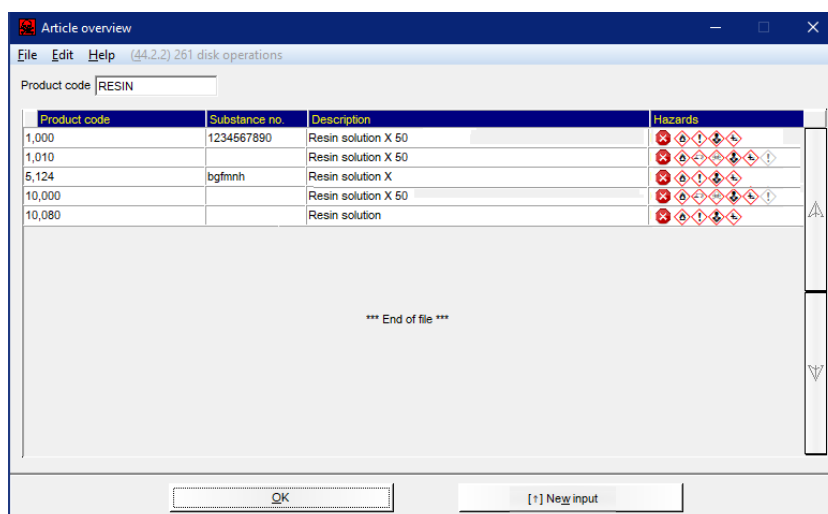 Article overview
File Edit Help (44.2.2) 261 disk operations
Product code RESIN
Product code Substance no. Description Hazards
1,000 1234567890 Resin solution X 50
1,010 Resin solution X 50
5,124 bgfmnh Resin solution X
10,000 Resin solution X 50
10,080 Resin solution
*** End of file ***
OK [↑] New input